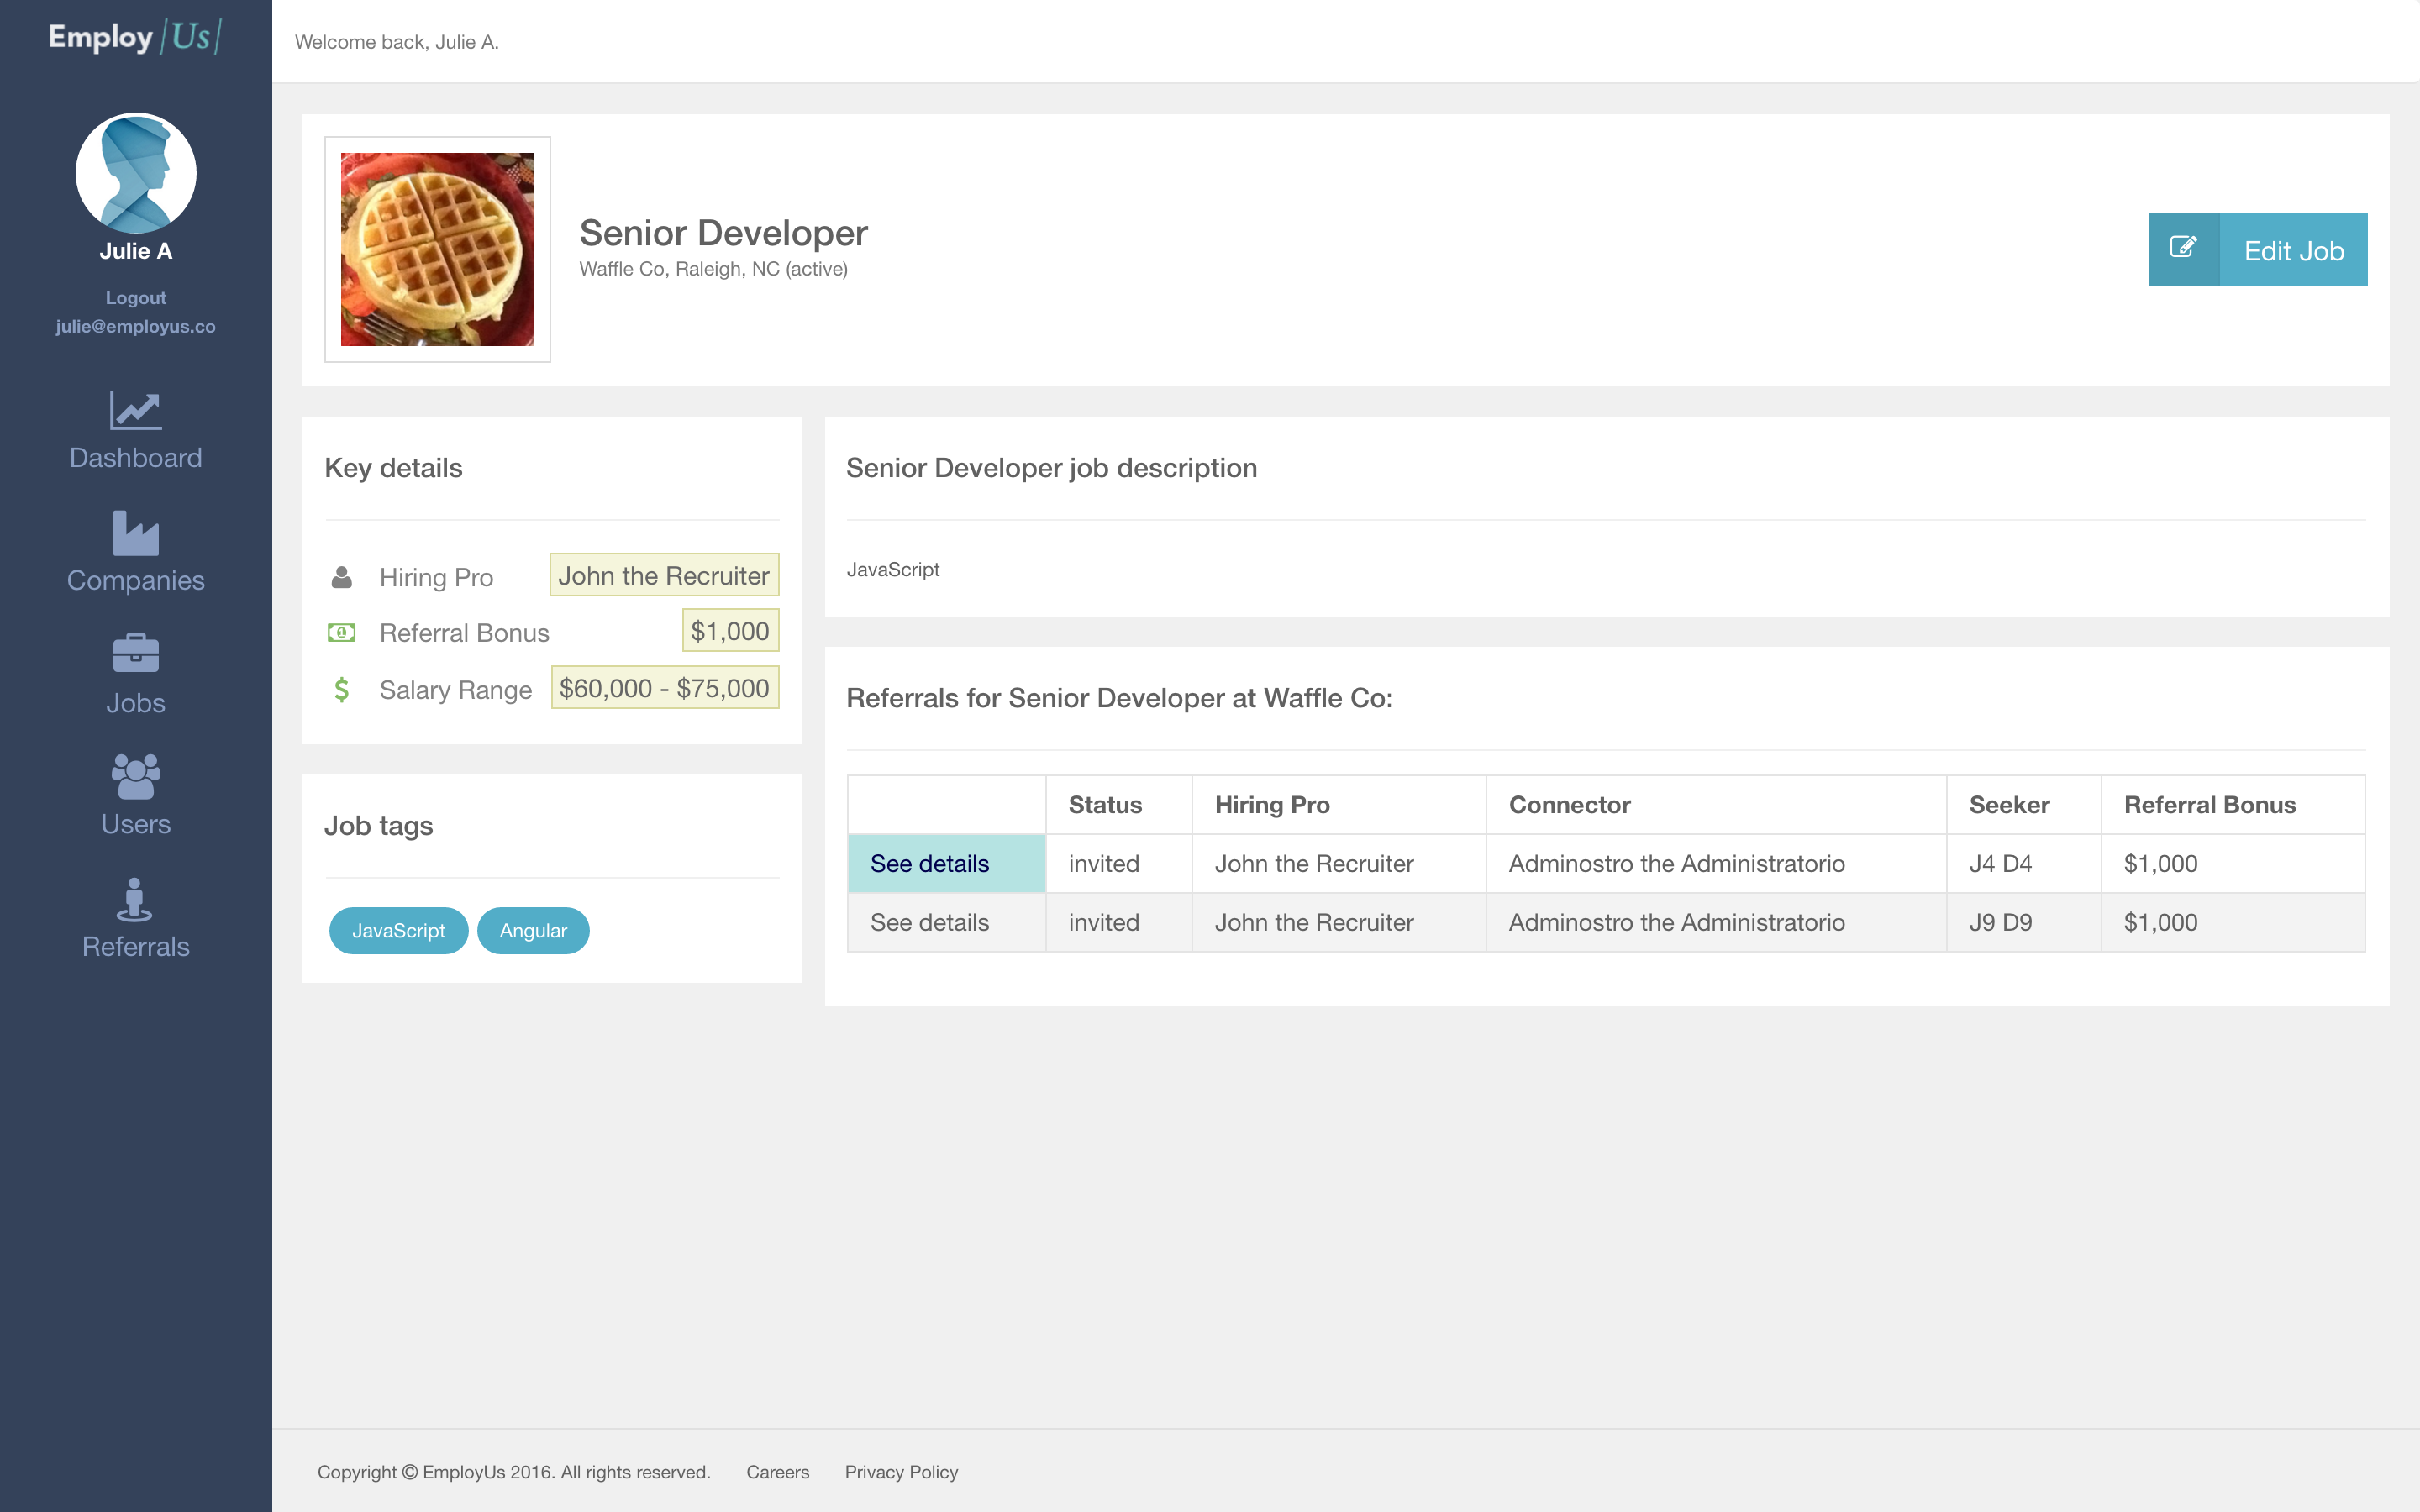 Employ |Us|
Welcome back, Julie A.
Julie A
Logout
julie@employus.co
Dashboard
Companies
Jobs
Users
Referrals
Senior Developer
Waffle Co, Raleigh, NC (active)
Edit Job
Key details
Hiring Pro John the Recruiter
Referral Bonus $1,000
Salary Range $60,000 - $75,000
Job tags
JavaScript Angular
Senior Developer job description
JavaScript
Referrals for Senior Developer at Waffle Co:
Status Hiring Pro Connector Seeker Referral Bonus
See details invited John the Recruiter Adminostro the Administratorio J4 D4 $1,000
See details invited John the Recruiter Adminostro the Administratorio J9 D9 $1,000
Copyright © EmployUs 2016. All rights reserved. Careers Privacy Policy